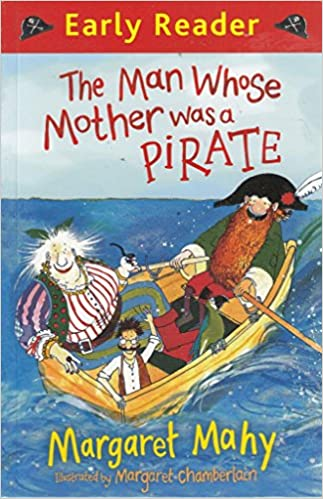 Early Reader
The Man Whose
Mother was a
PiRATE
Margaret Mahy
Illustrated by Margaret Chamberlain